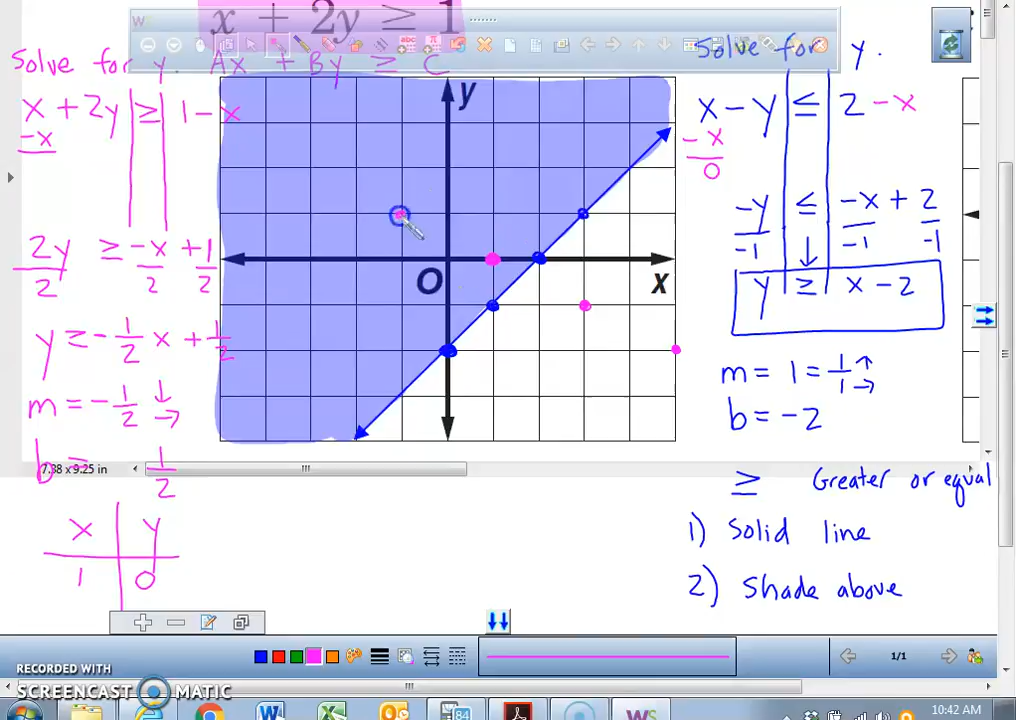 x + 2y ≥ 1
Solve for y. Ax + By ≥ C
x + 2y ≥ 1 - x
-x
2y ≥ -x + 1
2 2 2
y ≥ - 1/2 x + 1/2
m = - 1/2 ↓ →
b = 1/2
x y
1 0
y
O
x
Solve for y.
x - y ≤ 2 - x
-x
0
-y ≤ -x + 2
-1 -1 -1
y ≥ x - 2
m = 1 = 1/1 ↑ →
b = -2
≥ Greater or equal
1) Solid line
2) Shade above
7.38 x 9.25 in
1/1
RECORDED WITH
SCREENCAST MATIC
84
10:42 AM